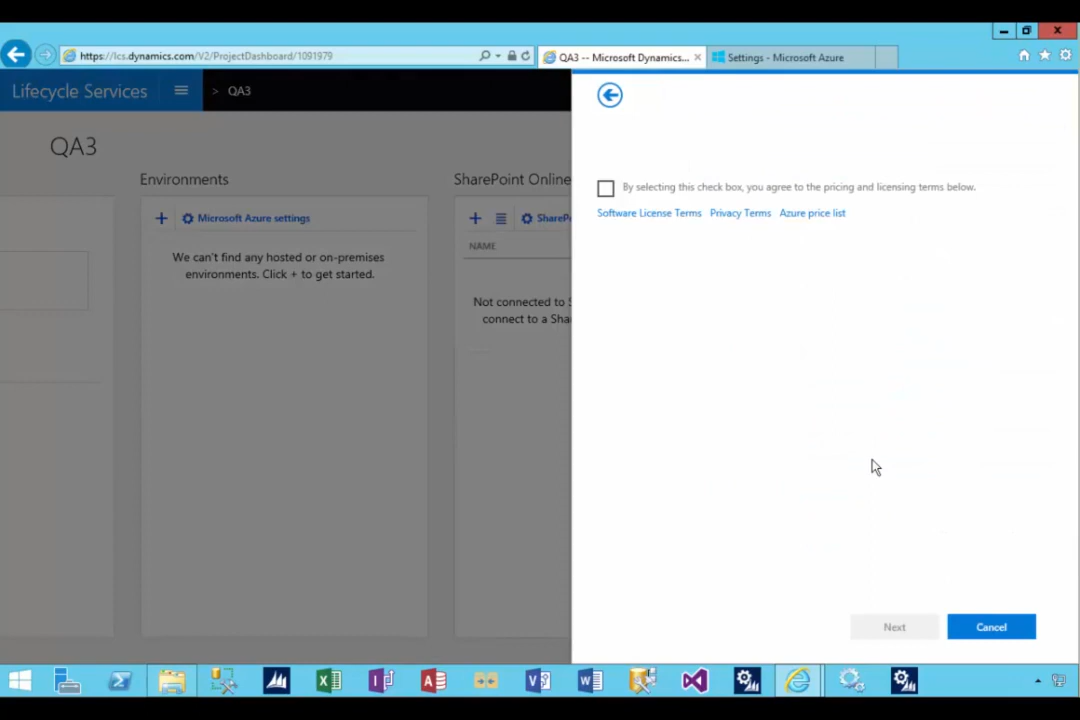 https://lcs.dynamics.com/V2/ProjectDashboard/1091979
QA3 -- Microsoft Dynamics...
Settings - Microsoft Azure
Lifecycle Services
> QA3
QA3
Environments
Microsoft Azure settings
We can't find any hosted or on-premises
environments. Click + to get started.
SharePoint Online
ShareP
NAME
Not connected to S
connect to a Sha
By selecting this check box, you agree to the pricing and licensing terms below.
Software License Terms Privacy Terms Azure price list
Next
Cancel